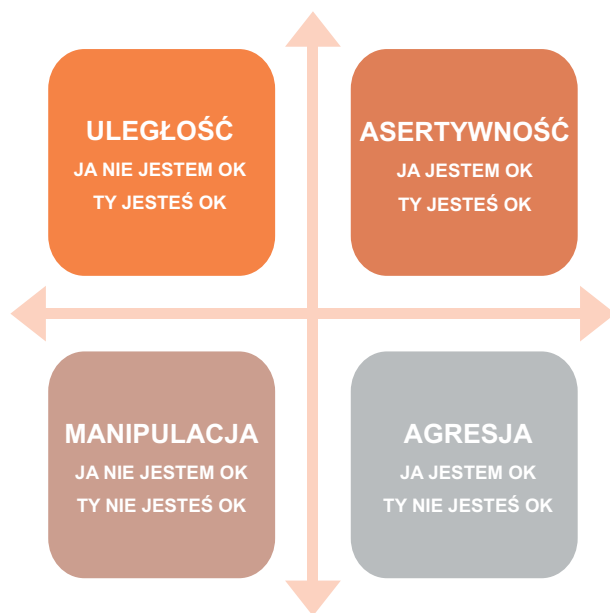 ULEGŁOŚĆ
JA NIE JESTEM OK
TY JESTEŚ OK
ASERTYWNOŚĆ
JA JESTEM OK
TY JESTEŚ OK
MANIPULACJA
JA NIE JESTEM OK
TY NIE JESTEŚ OK
AGRESJA
JA JESTEM OK
TY NIE JESTEŚ OK